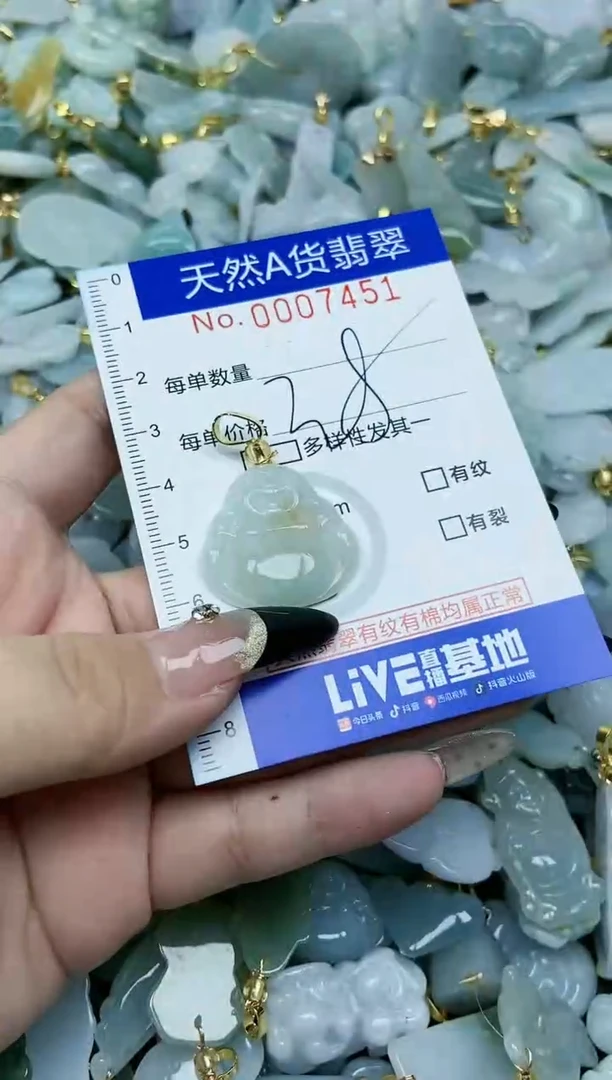 天然A货翡翠
No. 0007451
每单数量
每单价格 38
多样性发其一
m
有纹
有裂
翠有纹有棉均属正常
LiVE直播基地
今日头条 抖音 西瓜视频 抖音火山版
0
1
2
3
4
5
6
8